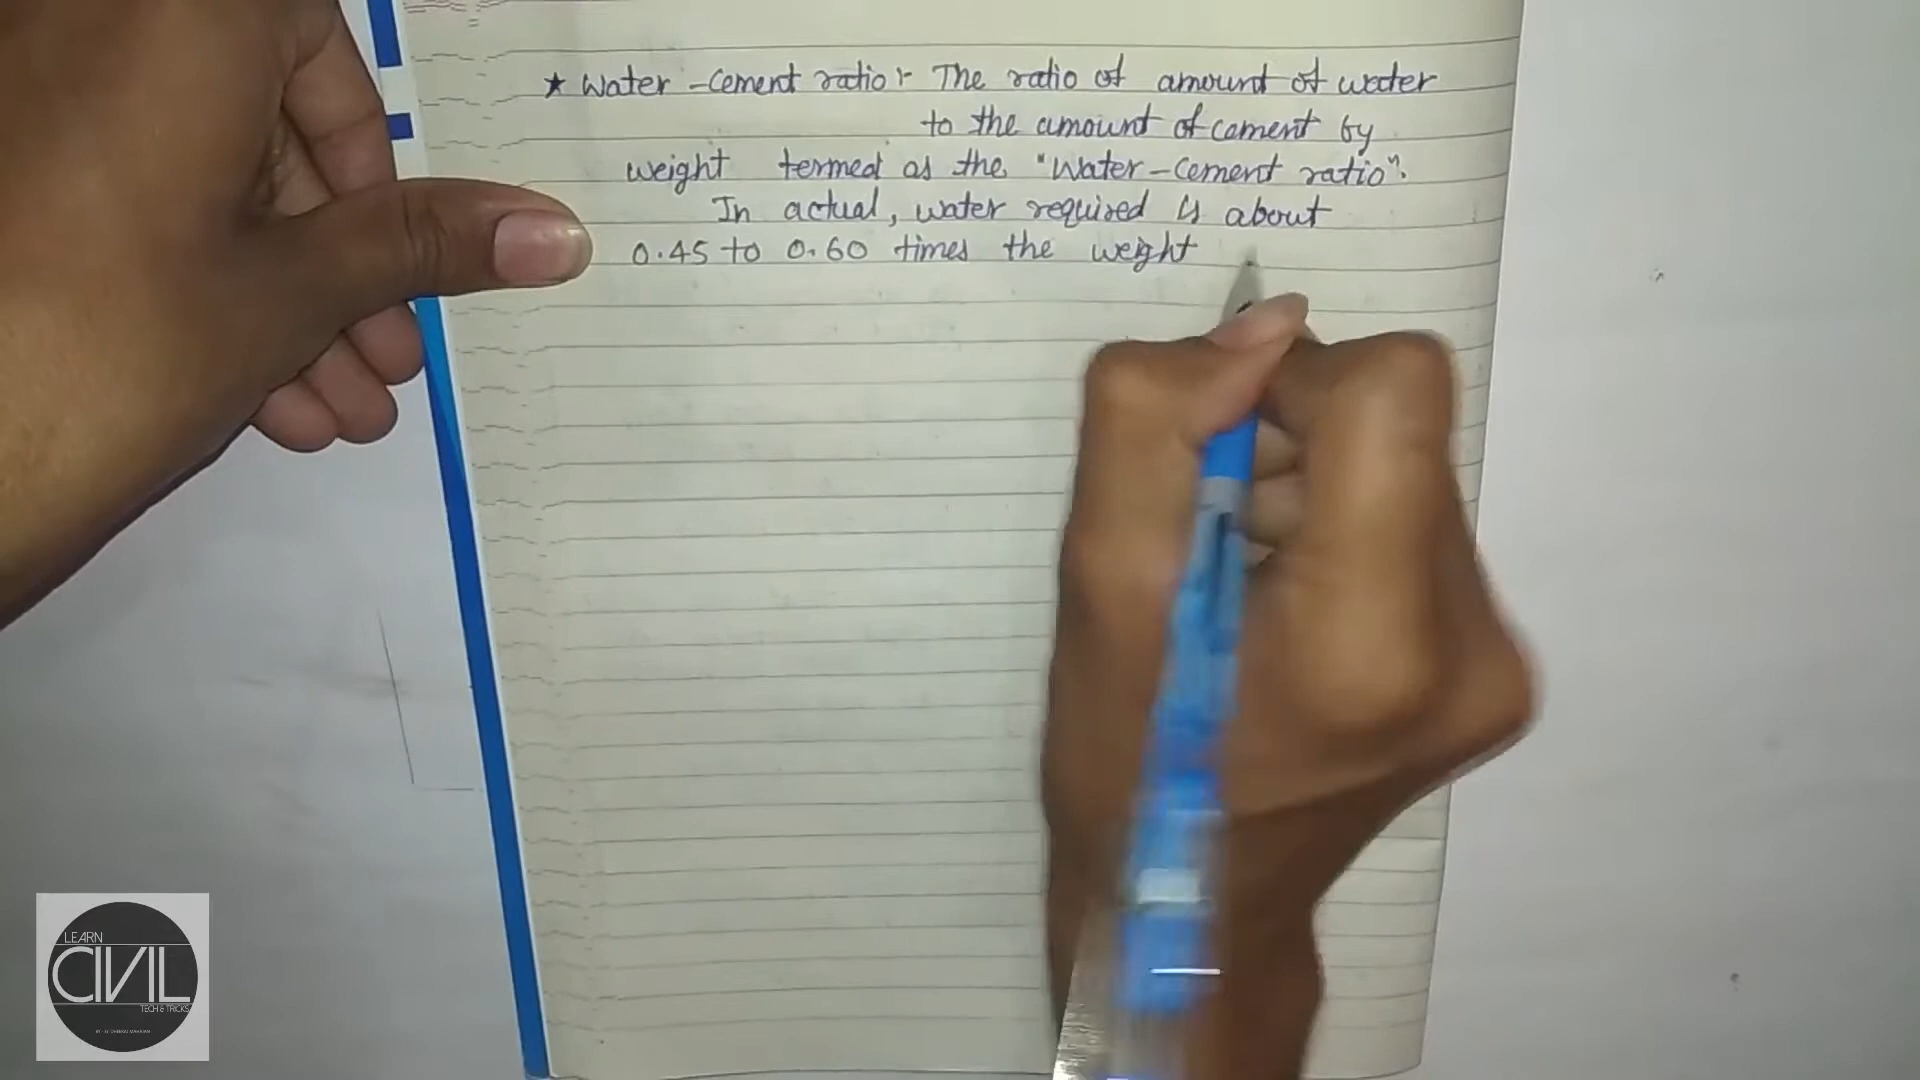 ★ Water-Cement ratio:- The ratio of amount of water
to the amount of cement by
weight termed as the "Water-Cement ratio".
In actual, water required is about
0.45 to 0.60 times the weight
LEARN
CIVIL
TECH & TRICKS